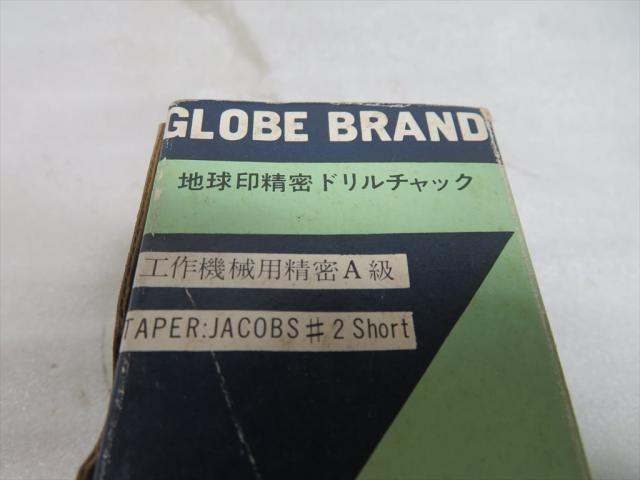 GLOBE BRAND
地球印精密ドリルチャック
工作機械用精密A級
TAPER:JACOBS♯2 Short